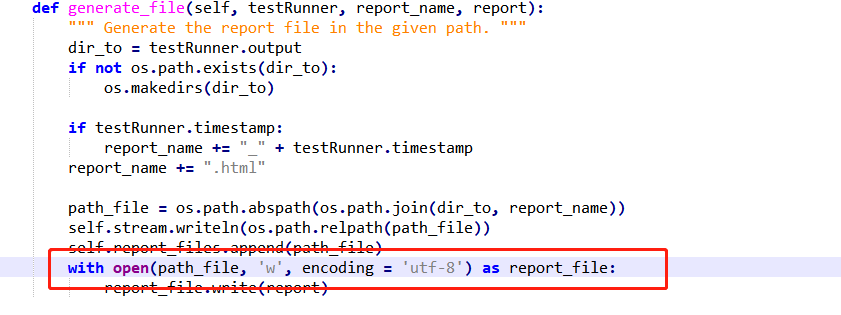 def generate_file(self, testRunner, report_name, report):
""" Generate the report file in the given path. """
dir_to = testRunner.output
if not os.path.exists(dir_to):
os.makedirs(dir_to)
if testRunner.timestamp:
report_name += "_" + testRunner.timestamp
report_name += ".html"
path_file = os.path.abspath(os.path.join(dir_to, report_name))
self.stream.writeln(os.path.relpath(path_file))
self.report_files.append(path_file)
with open(path_file, 'w', encoding = 'utf-8') as report_file:
report_file.write(report)